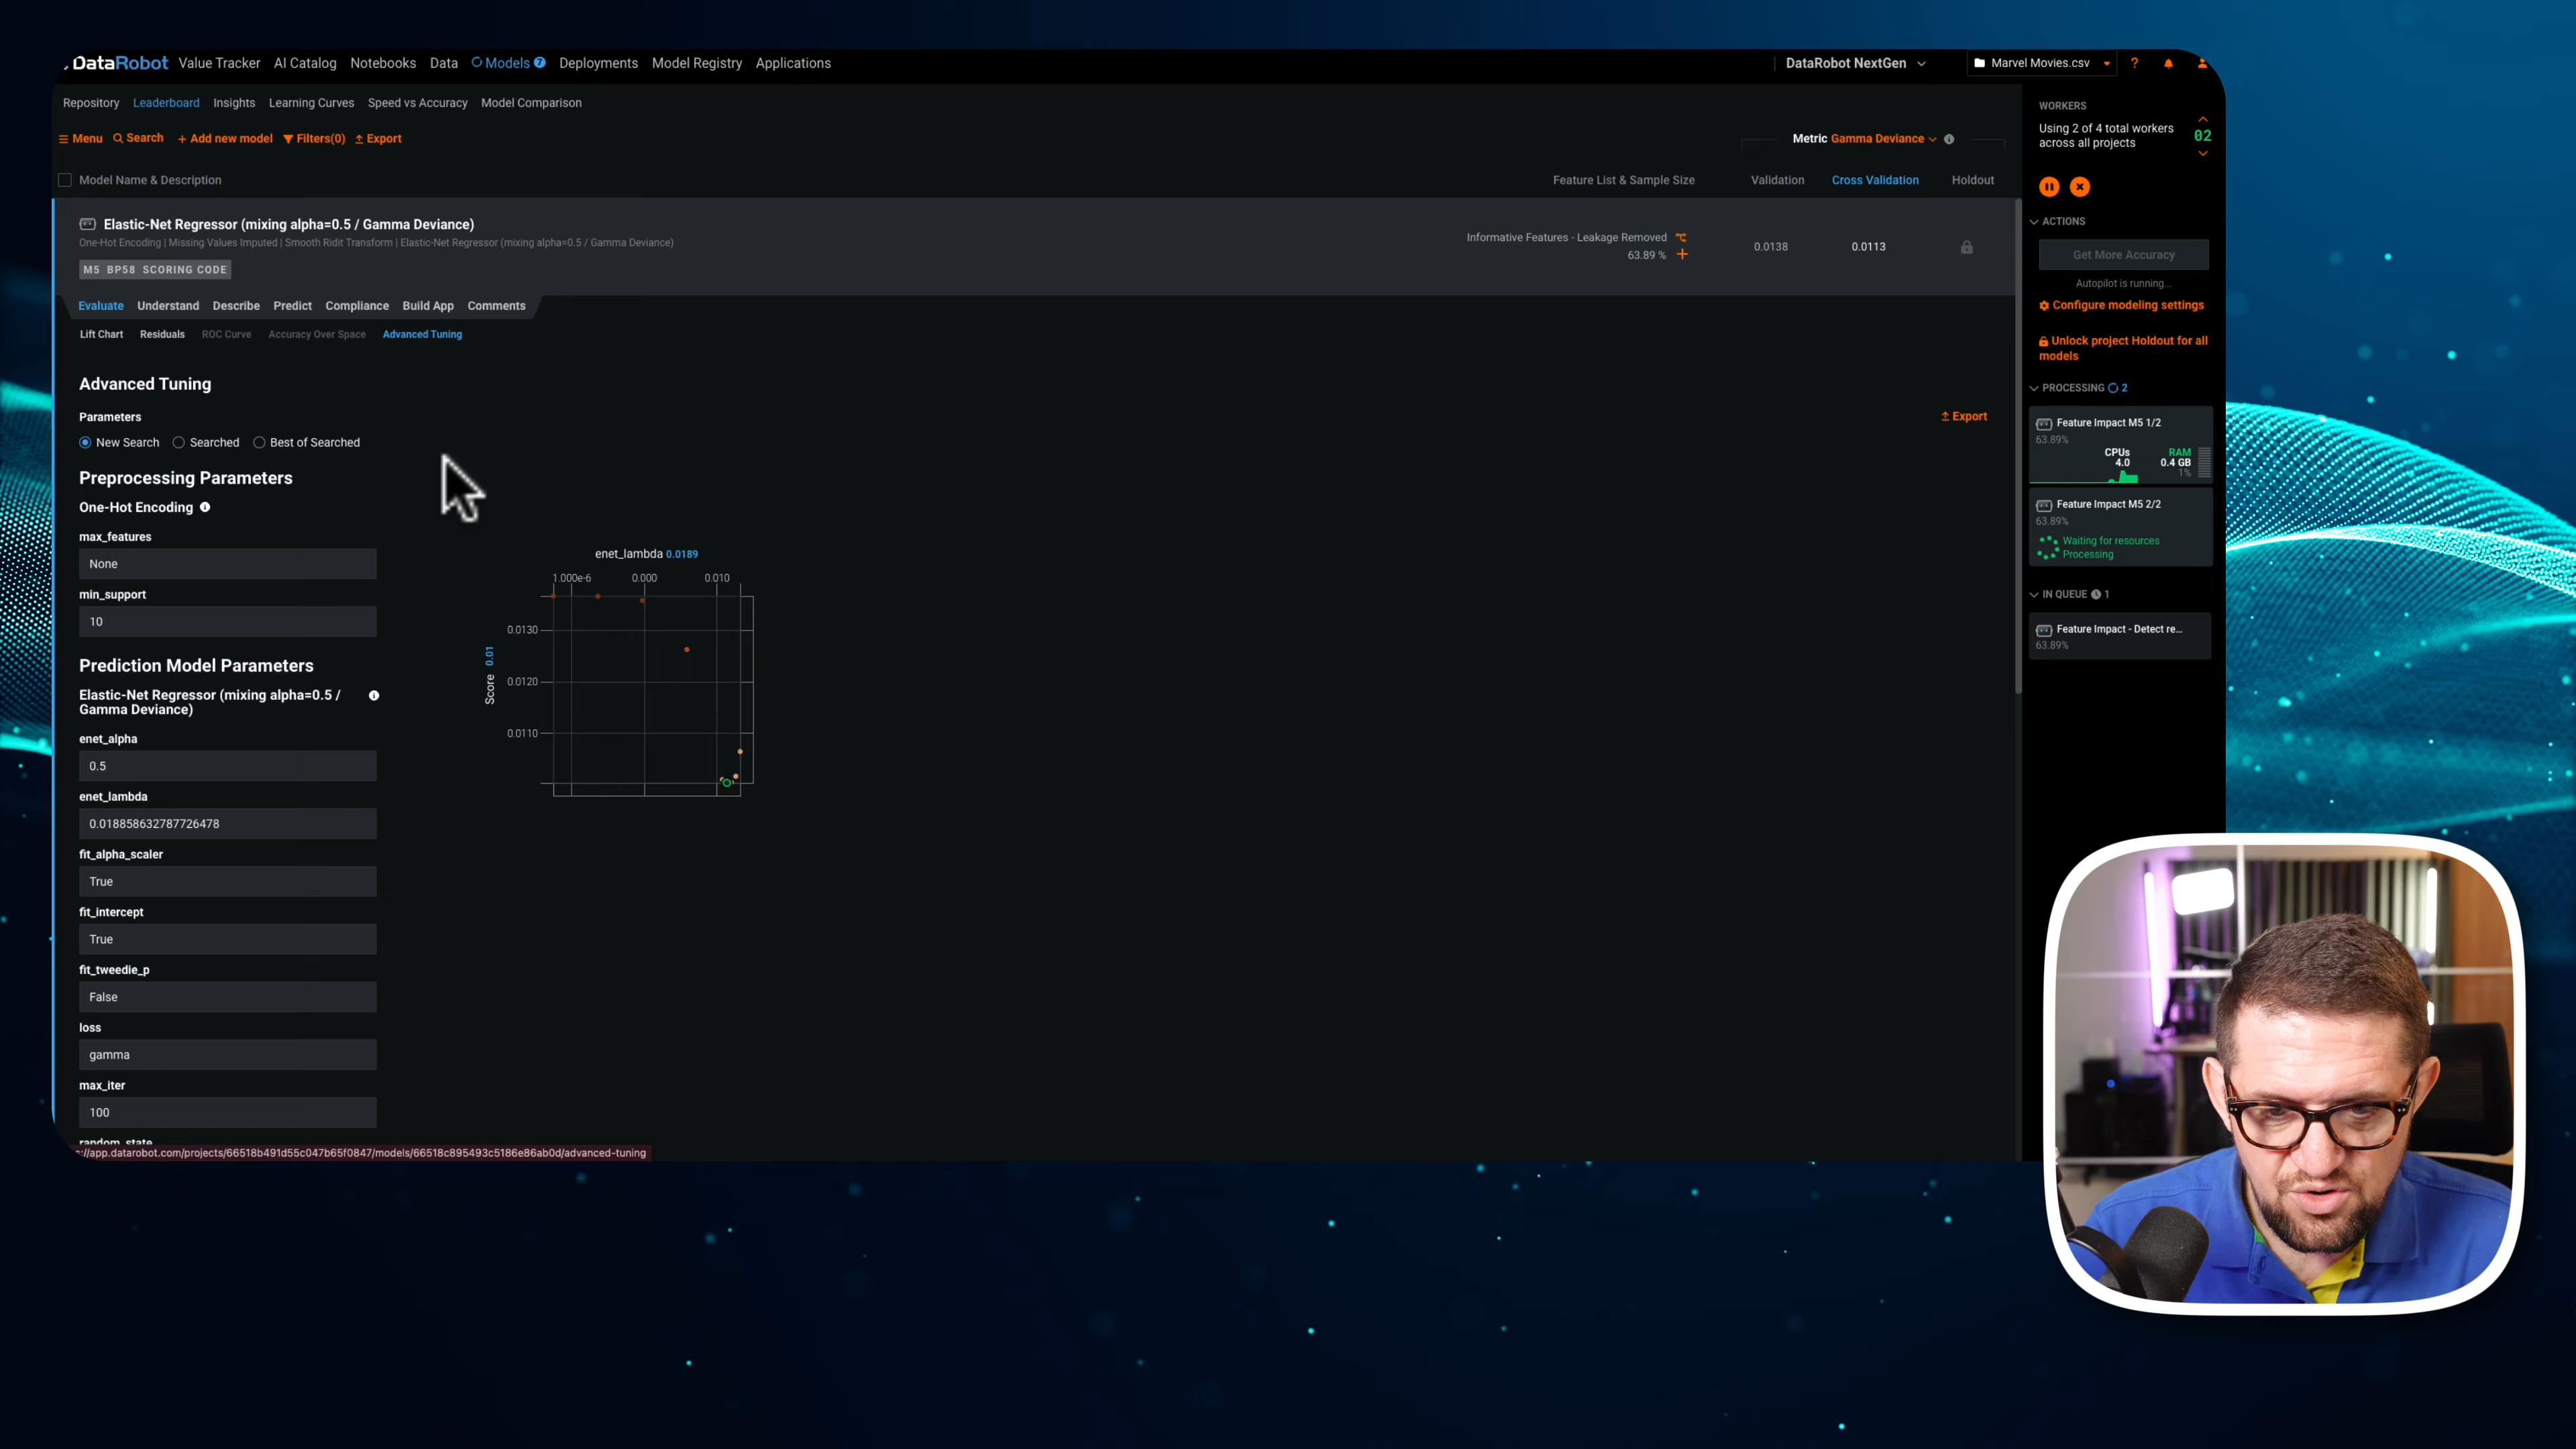 DataRobot Value Tracker AI Catalog Notebooks Data Models 7 Deployments Model Registry Applications DataRobot NextGen Marvel Movies.csv ?
Repository Leaderboard Insights Learning Curves Speed vs Accuracy Model Comparison
Menu Search + Add new model Filters(0) Export Metric Gamma Deviance
Model Name & Description Feature List & Sample Size Validation Cross Validation Holdout
Elastic-Net Regressor (mixing alpha=0.5 / Gamma Deviance)
One-Hot Encoding | Missing Values Imputed | Smooth Ridit Transform | Elastic-Net Regressor (mixing alpha=0.5 / Gamma Deviance)
M5 BP58 SCORING CODE
Informative Features - Leakage Removed
63.89 %
0.0138 0.0113
Evaluate Understand Describe Predict Compliance Build App Comments
Lift Chart Residuals ROC Curve Accuracy Over Space Advanced Tuning
Advanced Tuning
Parameters
Export
New Search Searched Best of Searched
Preprocessing Parameters
One-Hot Encoding
max_features
None
min_support
10
Prediction Model Parameters
Elastic-Net Regressor (mixing alpha=0.5 /
Gamma Deviance)
enet_alpha
0.5
enet_lambda
0.018858632787726478
fit_alpha_scaler
True
fit_intercept
True
fit_tweedie_p
False
loss
gamma
max_iter
100
random_state
://app.datarobot.com/projects/66518b491d55c047b65f0847/models/66518c895493c5186e86ab0d/advanced-tuning
enet_lambda 0.0189
1.000e-6 0.000 0.010
0.0130
0.0120
0.0110
Score 0.01
WORKERS
Using 2 of 4 total workers
across all projects
02
ACTIONS
Get More Accuracy
Autopilot is running...
Configure modeling settings
Unlock project Holdout for all
models
PROCESSING 2
Feature Impact M5 1/2
63.89%
CPUs RAM
4.0 0.4 GB
1%
Feature Impact M5 2/2
63.89%
Waiting for resources
Processing
IN QUEUE 1
Feature Impact - Detect re...
63.89%